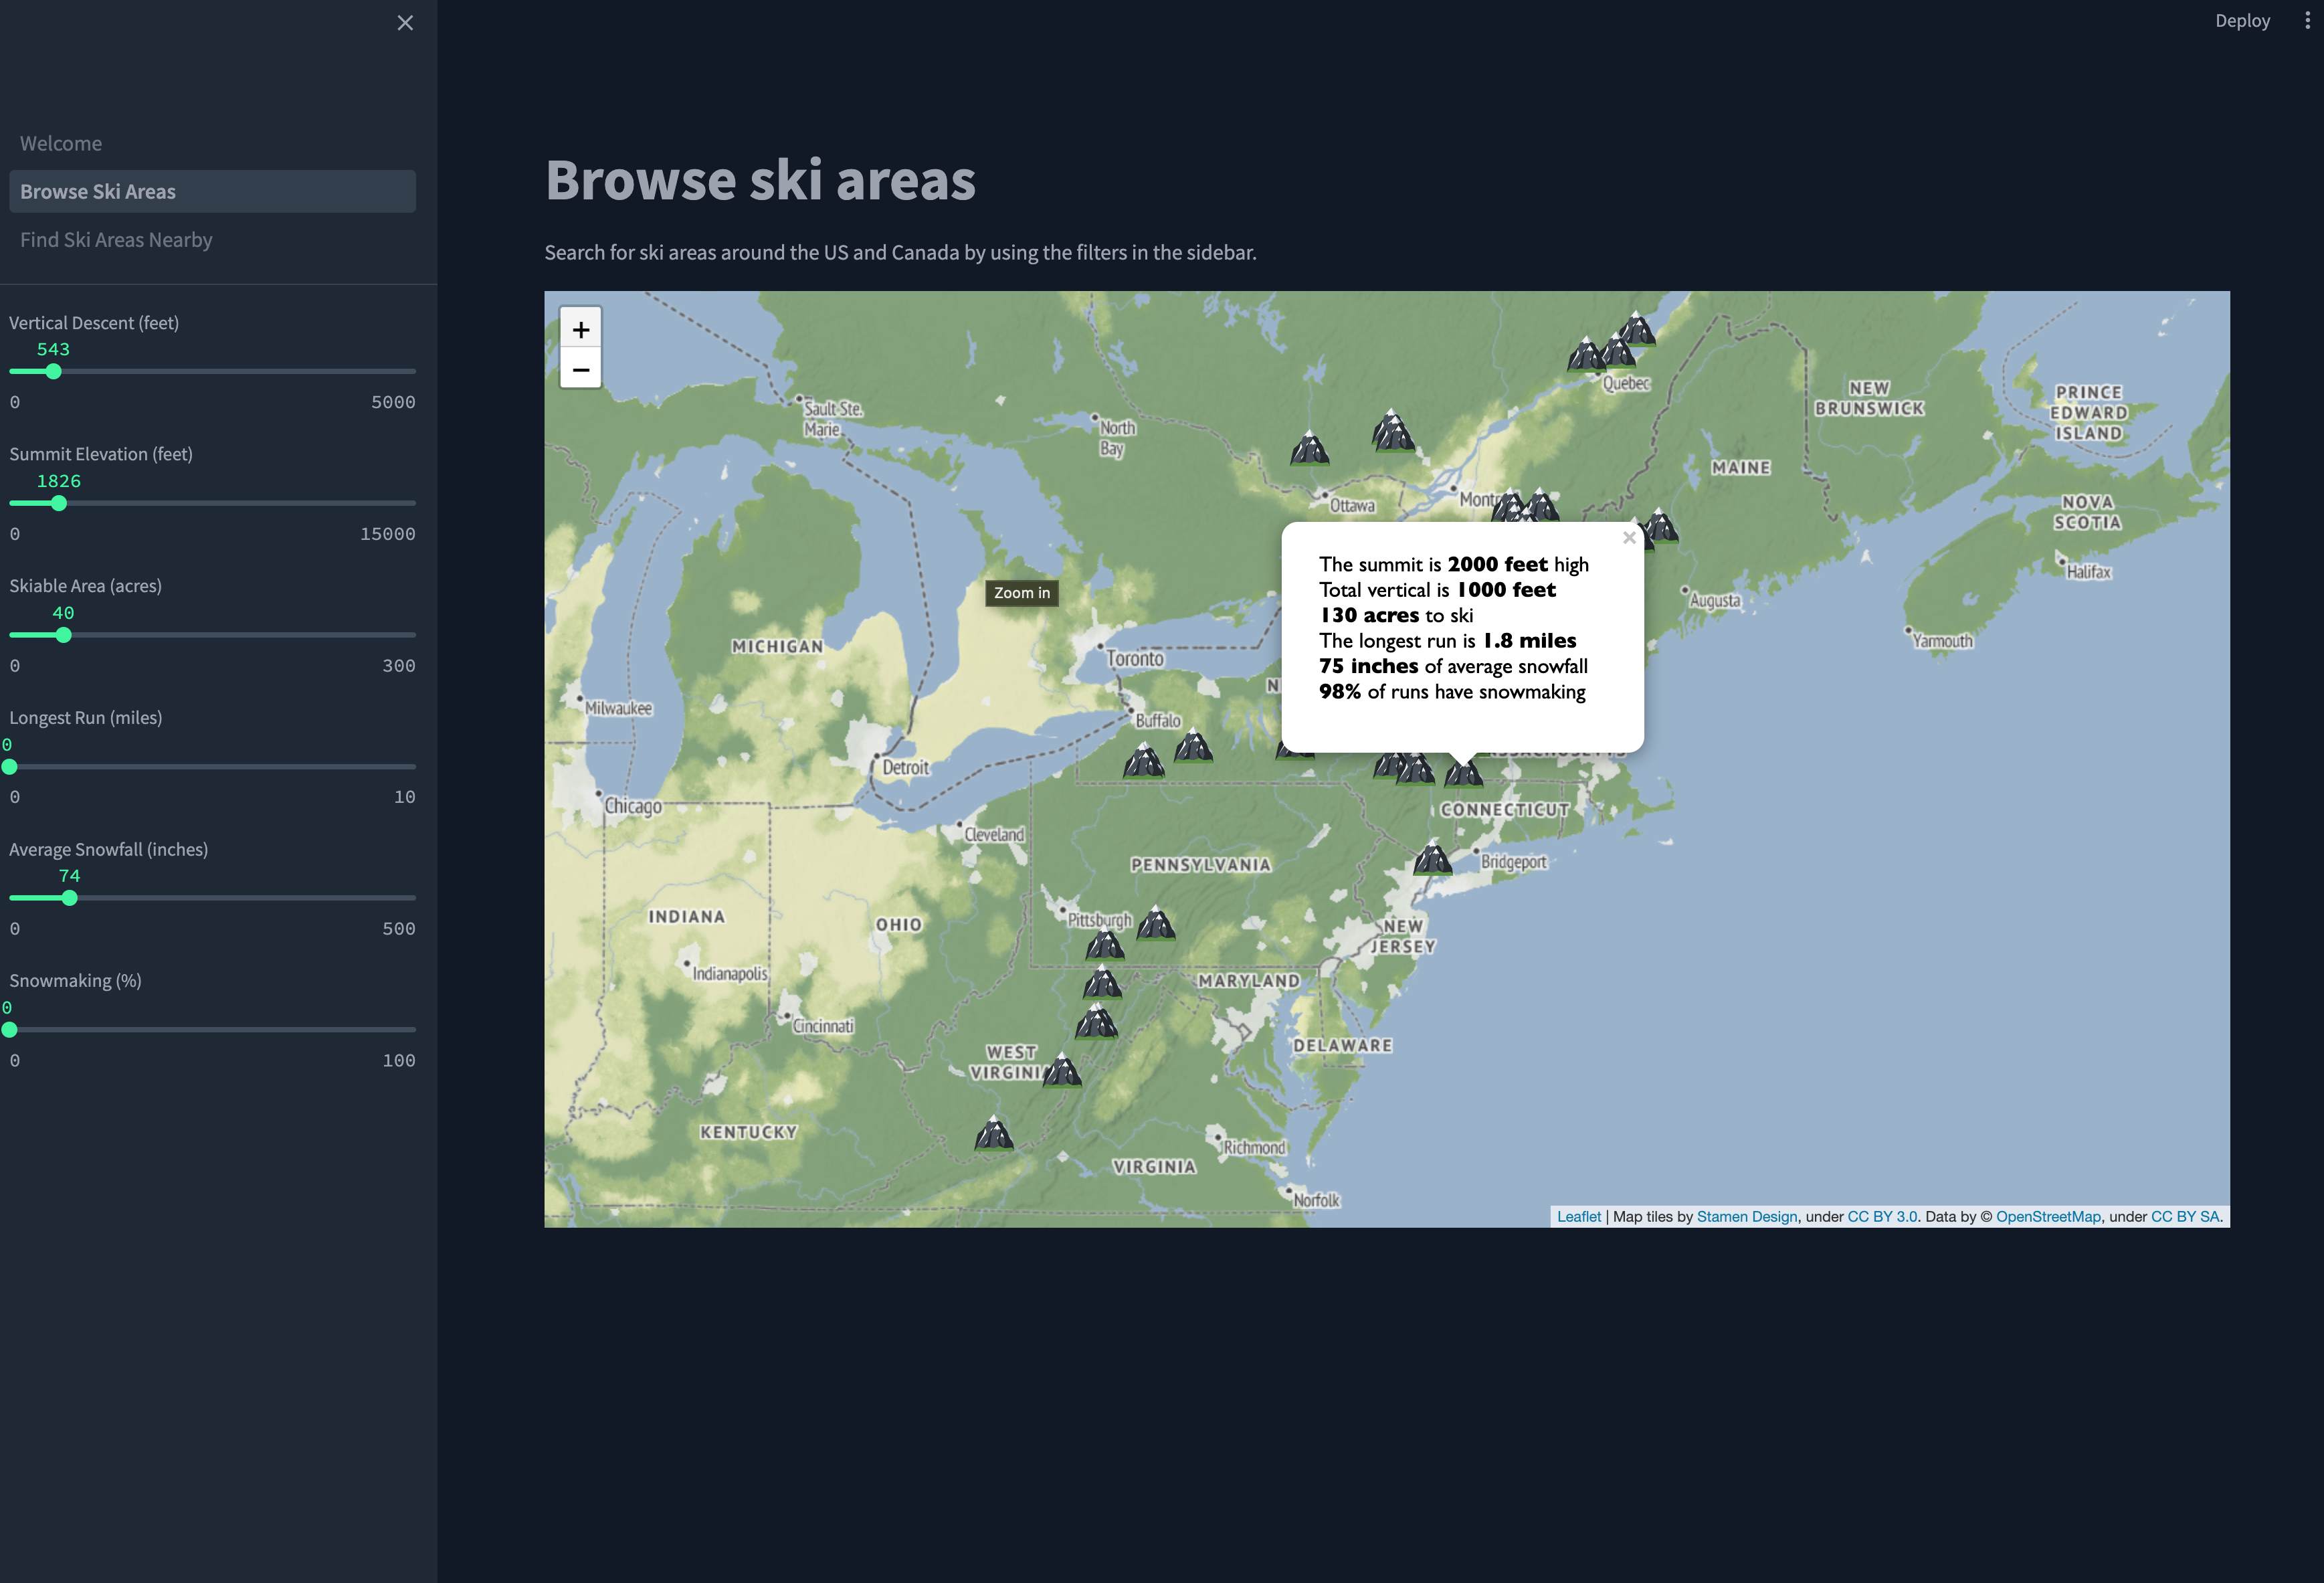 Deploy
Welcome
Browse Ski Areas
Find Ski Areas Nearby
Vertical Descent (feet)
543
0 5000
Summit Elevation (feet)
1826
0 15000
Skiable Area (acres)
40
0 300
Longest Run (miles)
0
0 10
Average Snowfall (inches)
74
0 500
Snowmaking (%)
0
0 100
Browse ski areas
Search for ski areas around the US and Canada by using the filters in the sidebar.
+
−
Quebec
NEW
BRUNSWICK
PRINCE
EDWARD
ISLAND
Sault Ste.
Marie
North
Bay
MAINE
Ottawa
NOVA
SCOTIA
Halifax
Augusta
Yarmouth
Zoom in
The summit is 2000 feet high
Total vertical is 1000 feet
130 acres to ski
The longest run is 1.8 miles
75 inches of average snowfall
98% of runs have snowmaking
MICHIGAN
Toronto
Milwaukee
Buffalo
Detroit
Chicago
CONNECTICUT
Cleveland
PENNSYLVANIA
Bridgeport
INDIANA
OHIO
Pittsburgh
NEW
JERSEY
Indianapolis
MARYLAND
Cincinnati
DELAWARE
WEST
KENTUCKY
Richmond
VIRGINIA
Norfolk
Leaflet | Map tiles by Stamen Design, under CC BY 3.0. Data by © OpenStreetMap, under CC BY SA.